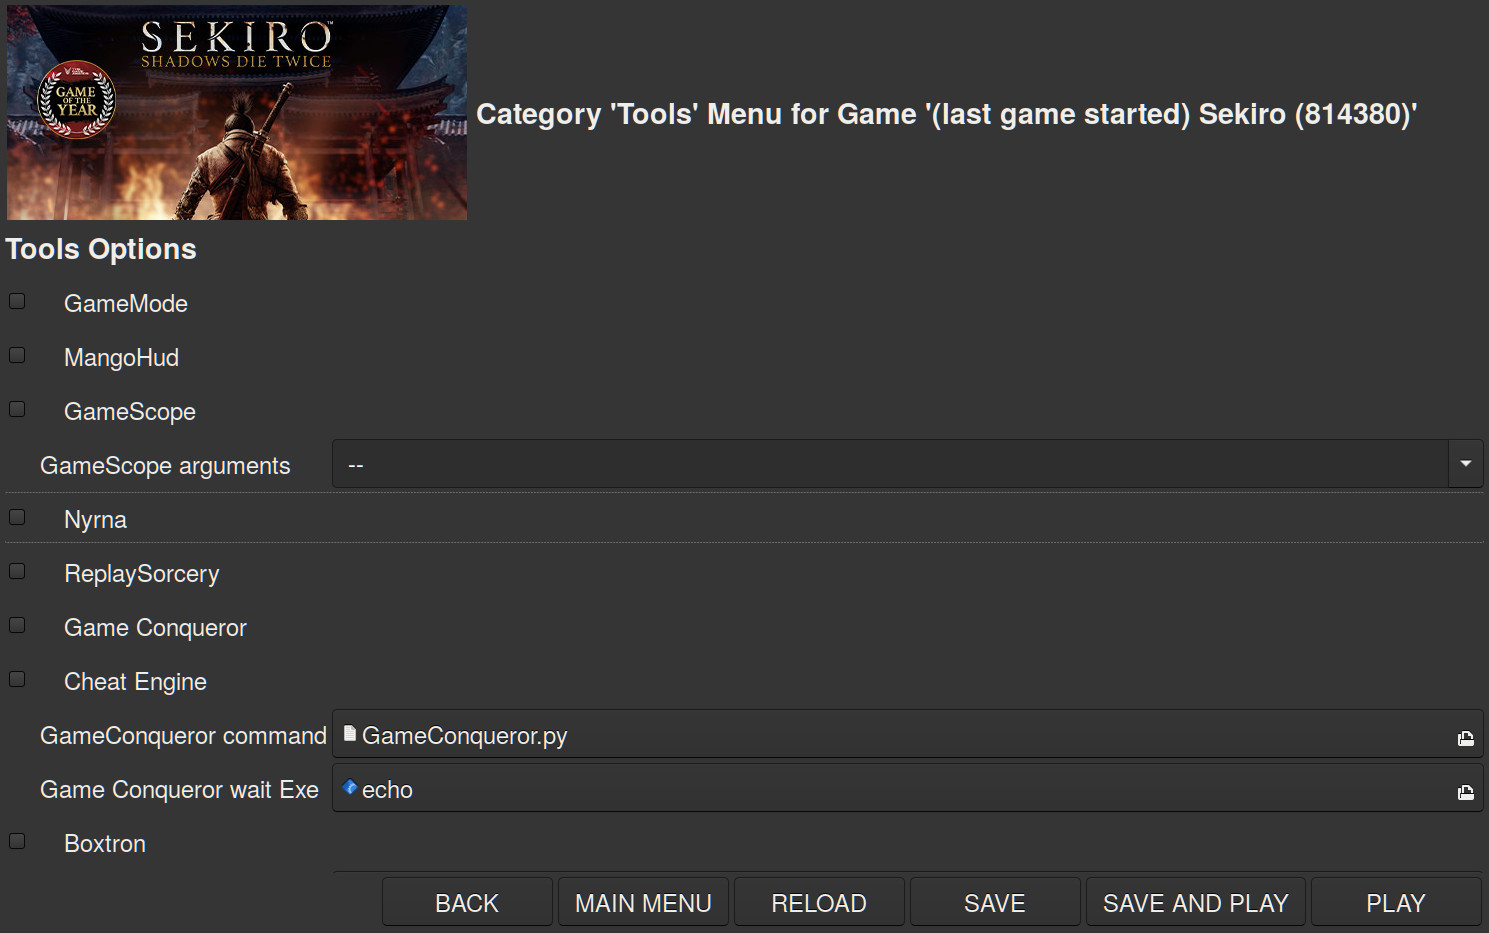 SEKIRO™
SHADOWS DIE TWICE
GAME
OF THE
YEAR
Category 'Tools' Menu for Game '(last game started) Sekiro (814380)'
Tools Options
GameMode
MangoHud
GameScope
GameScope arguments --
Nyrna
ReplaySorcery
Game Conqueror
Cheat Engine
GameConqueror command GameConqueror.py
Game Conqueror wait Exe echo
Boxtron
BACK MAIN MENU RELOAD SAVE SAVE AND PLAY PLAY